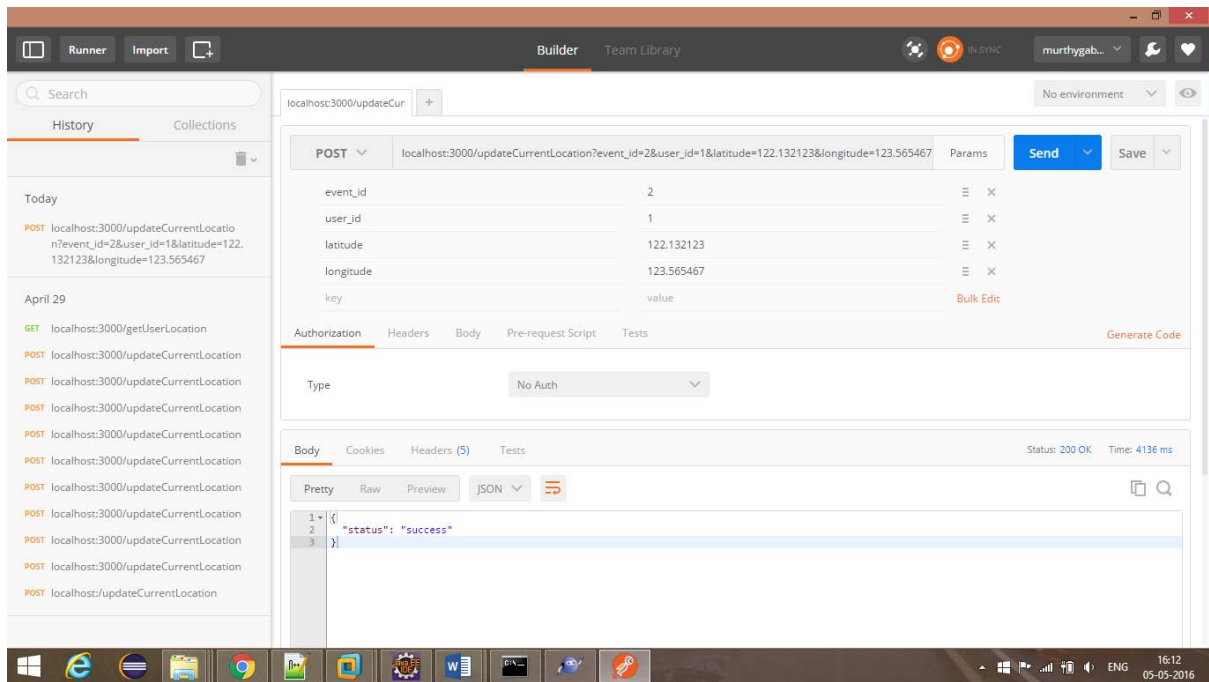 Runner Import Builder Team Library IN SYNC murthygab...
Search
History Collections
Today
POST localhost:3000/updateCurrentLocatio
n?event_id=2&user_id=1&latitude=122.
132123&longitude=123.565467
April 29
GET localhost:3000/getUserLocation
POST localhost:3000/updateCurrentLocation
POST localhost:3000/updateCurrentLocation
POST localhost:3000/updateCurrentLocation
POST localhost:3000/updateCurrentLocation
POST localhost:3000/updateCurrentLocation
POST localhost:3000/updateCurrentLocation
POST localhost:3000/updateCurrentLocation
POST localhost:3000/updateCurrentLocation
POST localhost:3000/updateCurrentLocation
POST localhost:/updateCurrentLocation
localhost:3000/updateCur + No environment
POST localhost:3000/updateCurrentLocation?event_id=2&user_id=1&latitude=122.132123&longitude=123.565467 Params Send Save
event_id 2
user_id 1
latitude 122.132123
longitude 123.565467
key value Bulk Edit
Authorization Headers Body Pre-request Script Tests Generate Code
Type No Auth
Body Cookies Headers (5) Tests Status: 200 OK Time: 4136 ms
Pretty Raw Preview JSON
1 {
2 "status": "success"
3 }
ENG 16:12
05-05-2016